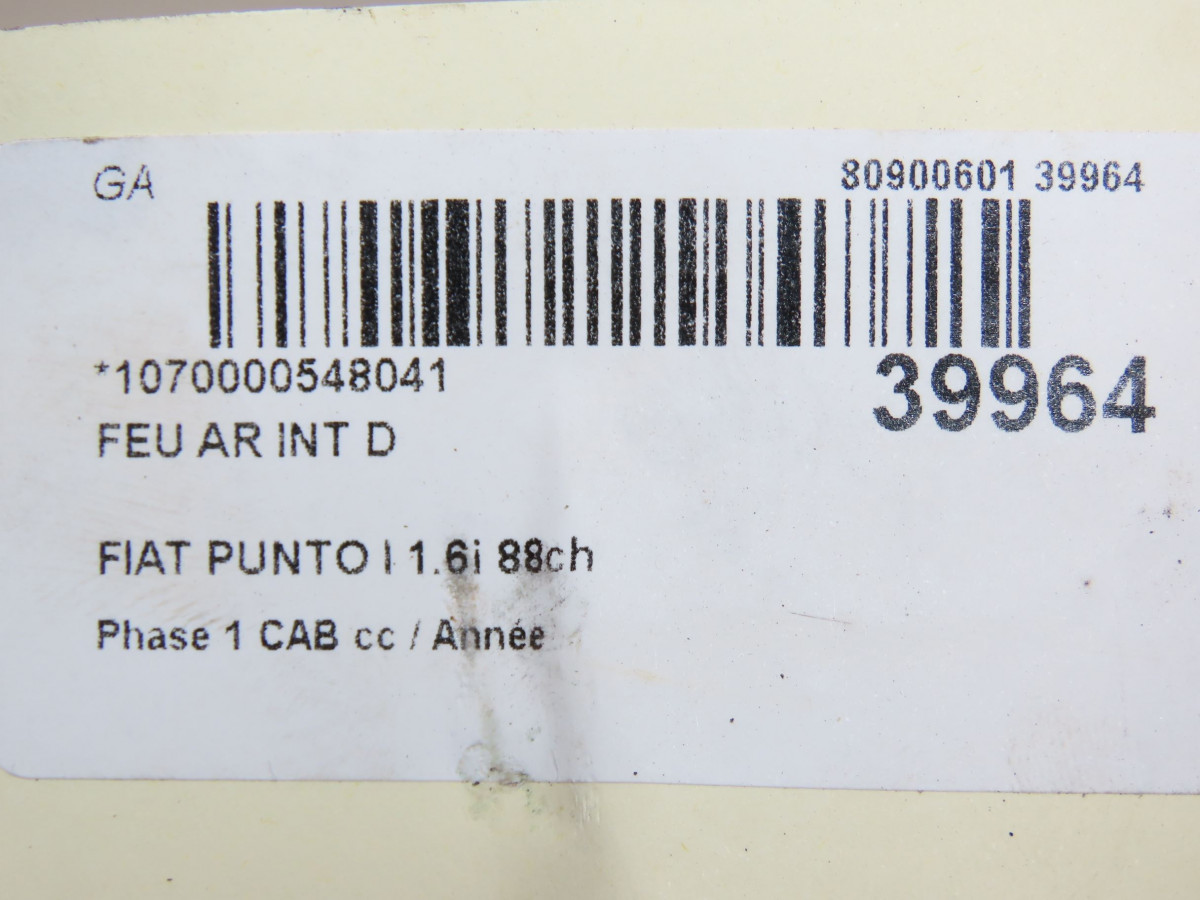 GA
80900601 39964
*1070000548041
39964
FEU AR INT D
FIAT PUNTO I 1.6i 88ch
Phase 1 CAB cc / Année